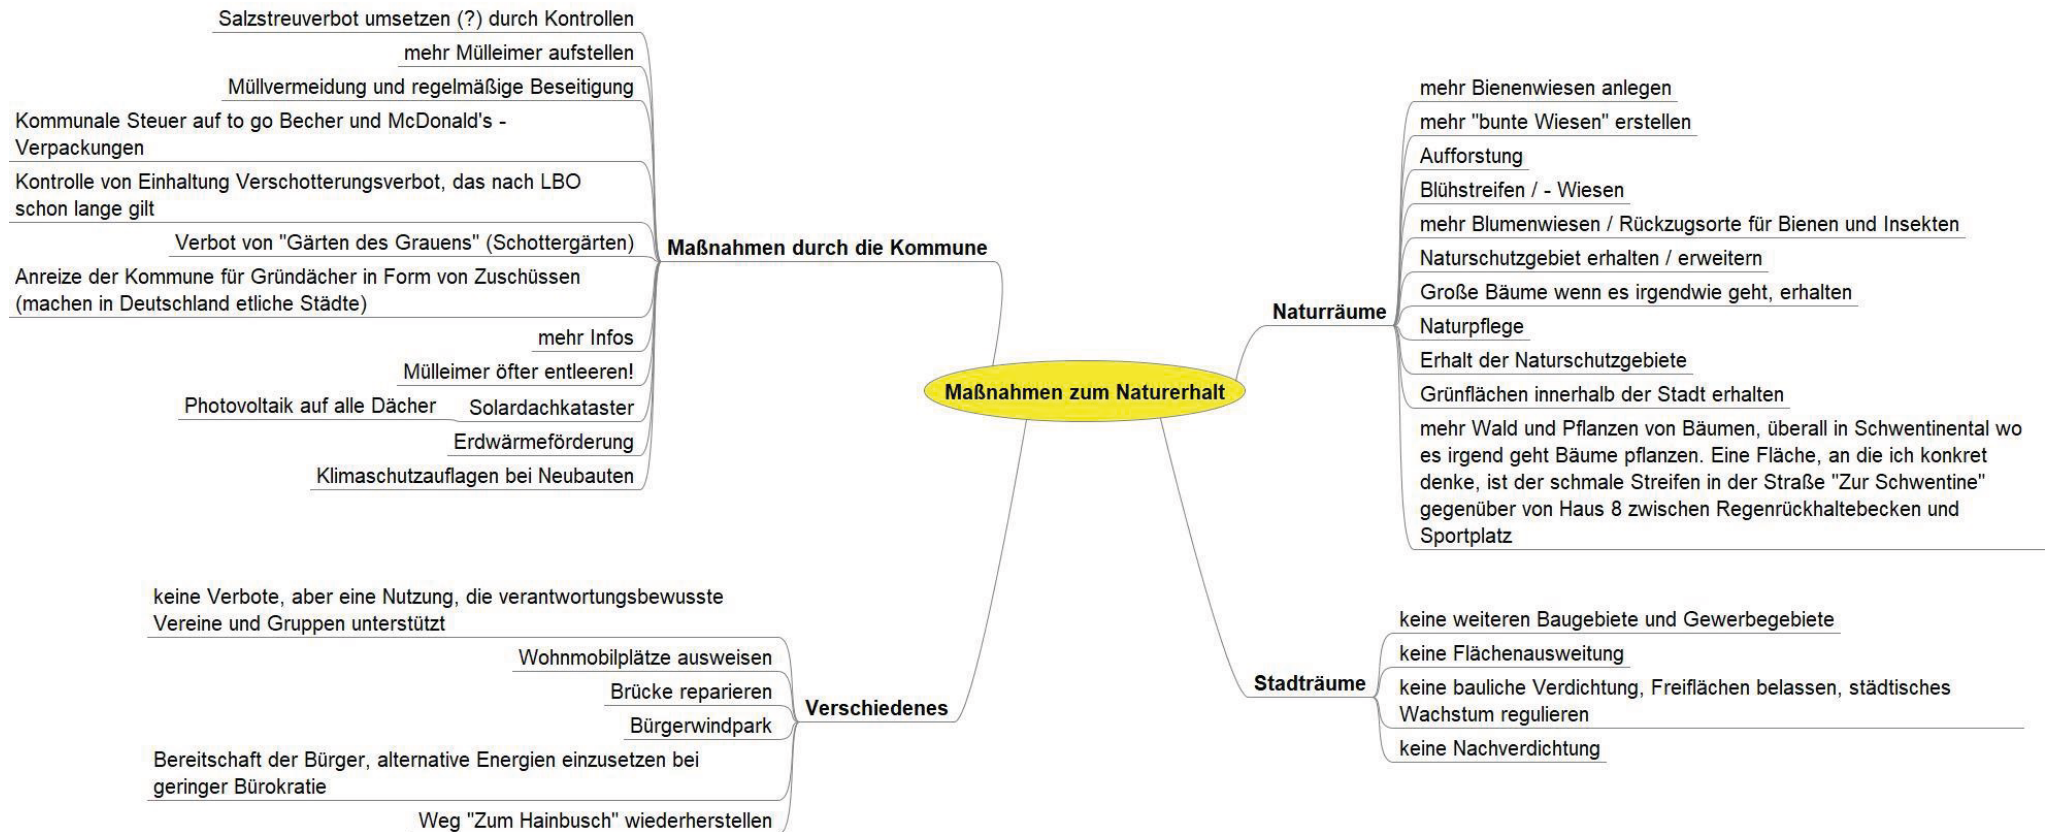 Maßnahmen zum Naturerhalt
Maßnahmen durch die Kommune
Salzstreuverbot umsetzen (?) durch Kontrollen
mehr Mülleimer aufstellen
Müllvermeidung und regelmäßige Beseitigung
Kommunale Steuer auf to go Becher und McDonald's -
Verpackungen
Kontrolle von Einhaltung Verschotterungsverbot, das nach LBO
schon lange gilt
Verbot von "Gärten des Grauens" (Schottergärten)
Anreize der Kommune für Gründächer in Form von Zuschüssen
(machen in Deutschland etliche Städte)
mehr Infos
Mülleimer öfter entleeren!
Solardachkataster
Photovoltaik auf alle Dächer
Erdwärmeförderung
Klimaschutzauflagen bei Neubauten
Verschiedenes
keine Verbote, aber eine Nutzung, die verantwortungsbewusste
Vereine und Gruppen unterstützt
Wohnmobilplätze ausweisen
Brücke reparieren
Bürgerwindpark
Bereitschaft der Bürger, alternative Energien einzusetzen bei
geringer Bürokratie
Weg "Zum Hainbusch" wiederherstellen
Naturräume
mehr Bienenwiesen anlegen
mehr "bunte Wiesen" erstellen
Aufforstung
Blühstreifen / - Wiesen
mehr Blumenwiesen / Rückzugsorte für Bienen und Insekten
Naturschutzgebiet erhalten / erweitern
Große Bäume wenn es irgendwie geht, erhalten
Naturpflege
Erhalt der Naturschutzgebiete
Grünflächen innerhalb der Stadt erhalten
mehr Wald und Pflanzen von Bäumen, überall in Schwentinental wo
es irgend geht Bäume pflanzen. Eine Fläche, an die ich konkret
denke, ist der schmale Streifen in der Straße "Zur Schwentine"
gegenüber von Haus 8 zwischen Regenrückhaltebecken und
Sportplatz
Stadträume
keine weiteren Baugebiete und Gewerbegebiete
keine Flächenausweitung
keine bauliche Verdichtung, Freiflächen belassen, städtisches
Wachstum regulieren
keine Nachverdichtung